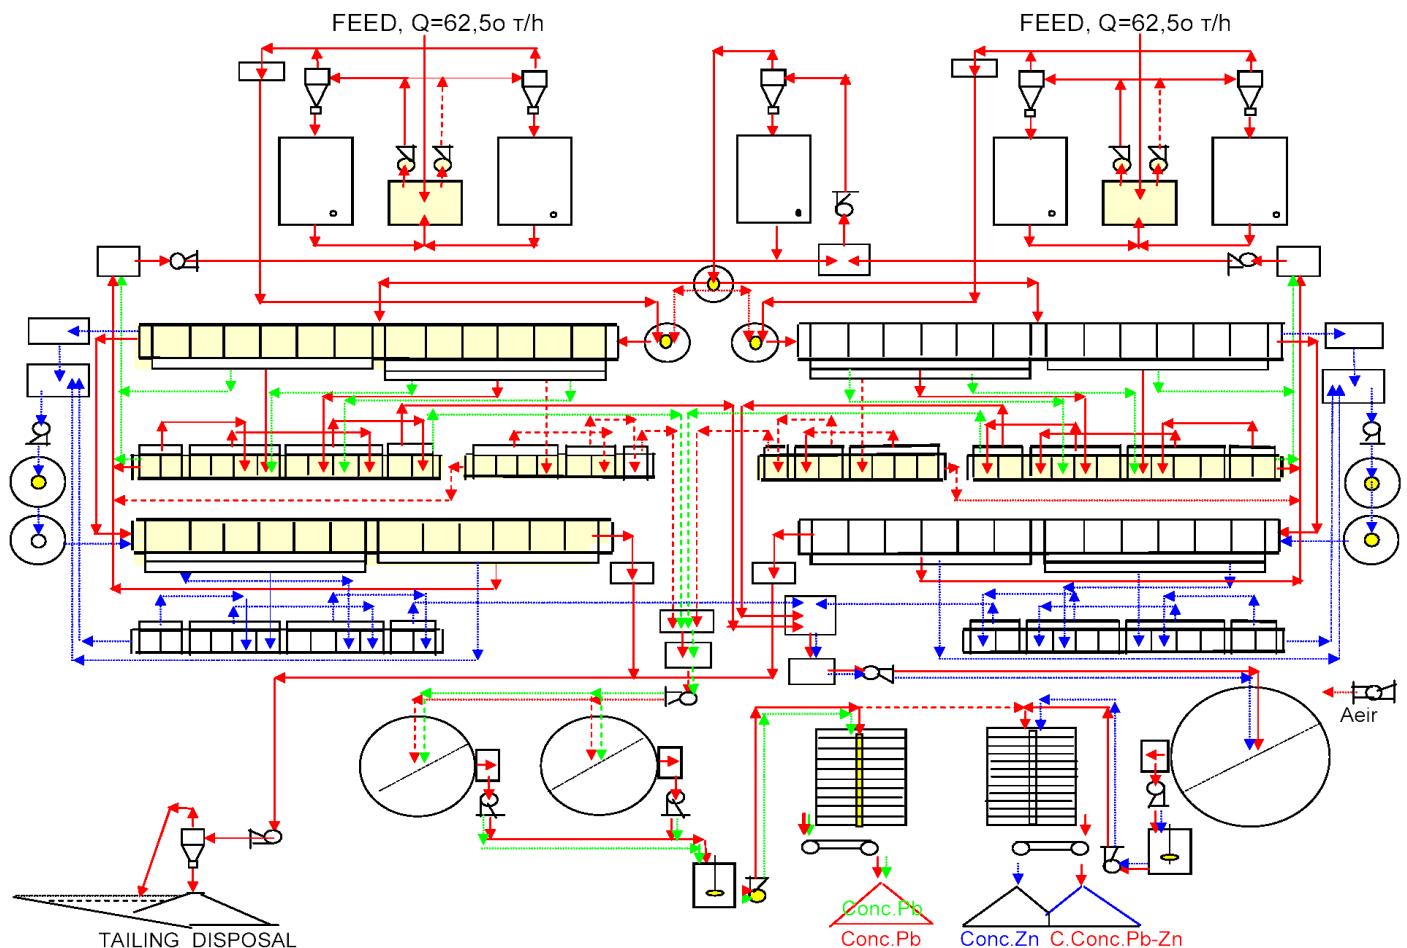 FEED, Q=62,5o т/h
FEED, Q=62,5o т/h
Aeir
Conc.Pb
Conc.Pb
Conc.Zn
C.Conc.Pb-Zn
TAILING DISPOSAL